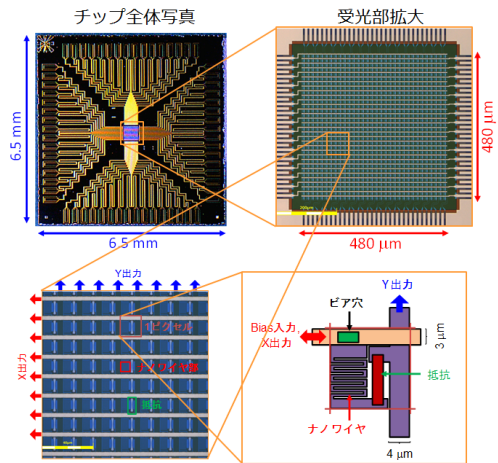 チップ全体写真
受光部拡大
6.5 mm
6.5 mm
480 μm
480 μm
Y出力
X出力
1ピクセル
ナノワイヤ部
抵抗
Y出力
ビア穴
Bias入力,
X出力
3 μm
抵抗
ナノワイヤ
4 μm